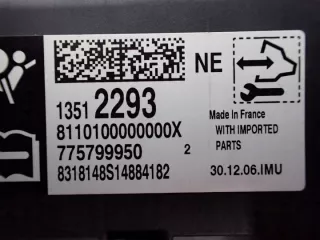 NE
1351 2293
8110100000000X
775799950 2
8318148S14884182
Made in France
WITH IMPORTED
PARTS
30.12.06.IMU